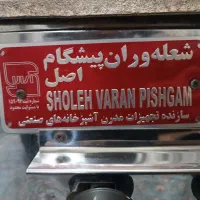 شعله‌وران پیشگام
اصل
SHOLEH VARAN PISHGAM
سازنده تجهیزات مدرن آشپزخانه‌های صنعتی